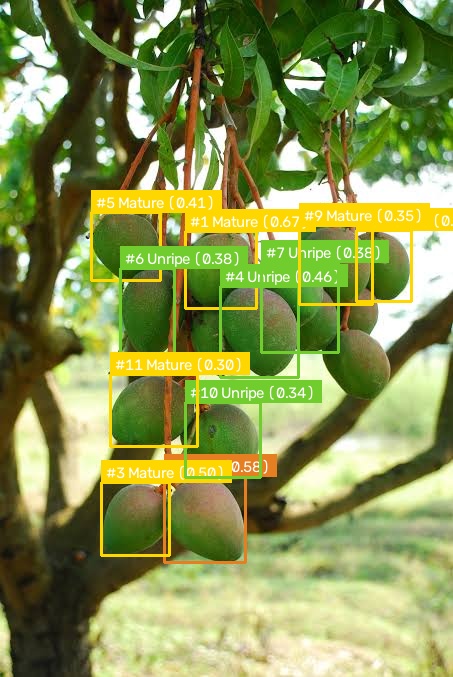 #5 Mature (0.41)
#1 Mature (0.67
#9 Mature (0.35)
(0.
#6 Unripe (0.38)
#7 Unripe (0.38)
#4 Unripe (0.46)
#11 Mature (0.30)
#10 Unripe (0.34)
#3 Mature (0.50)
0.58)